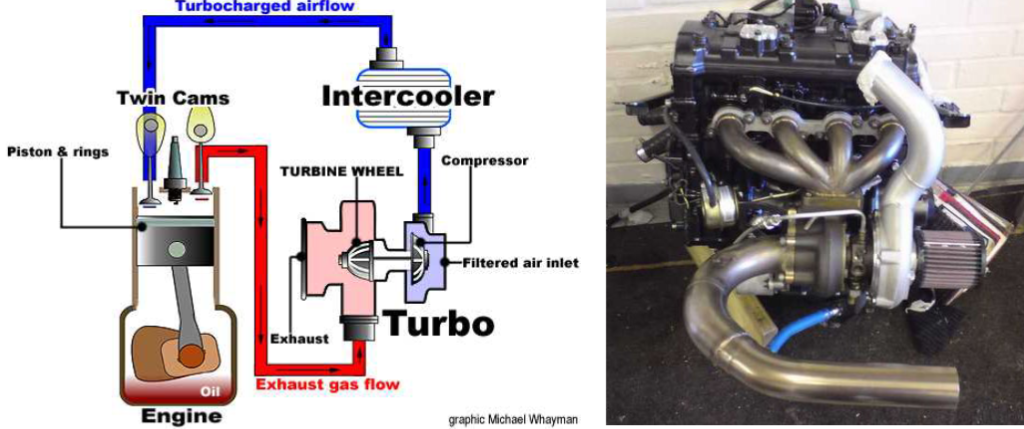 Turbocharged airflow
Twin Cams
Intercooler
Piston & rings
Compressor
TURBINE WHEEL
Filtered air inlet
Turbo
Exhaust
Exhaust gas flow
Oil
Engine
graphic Michael Whayman